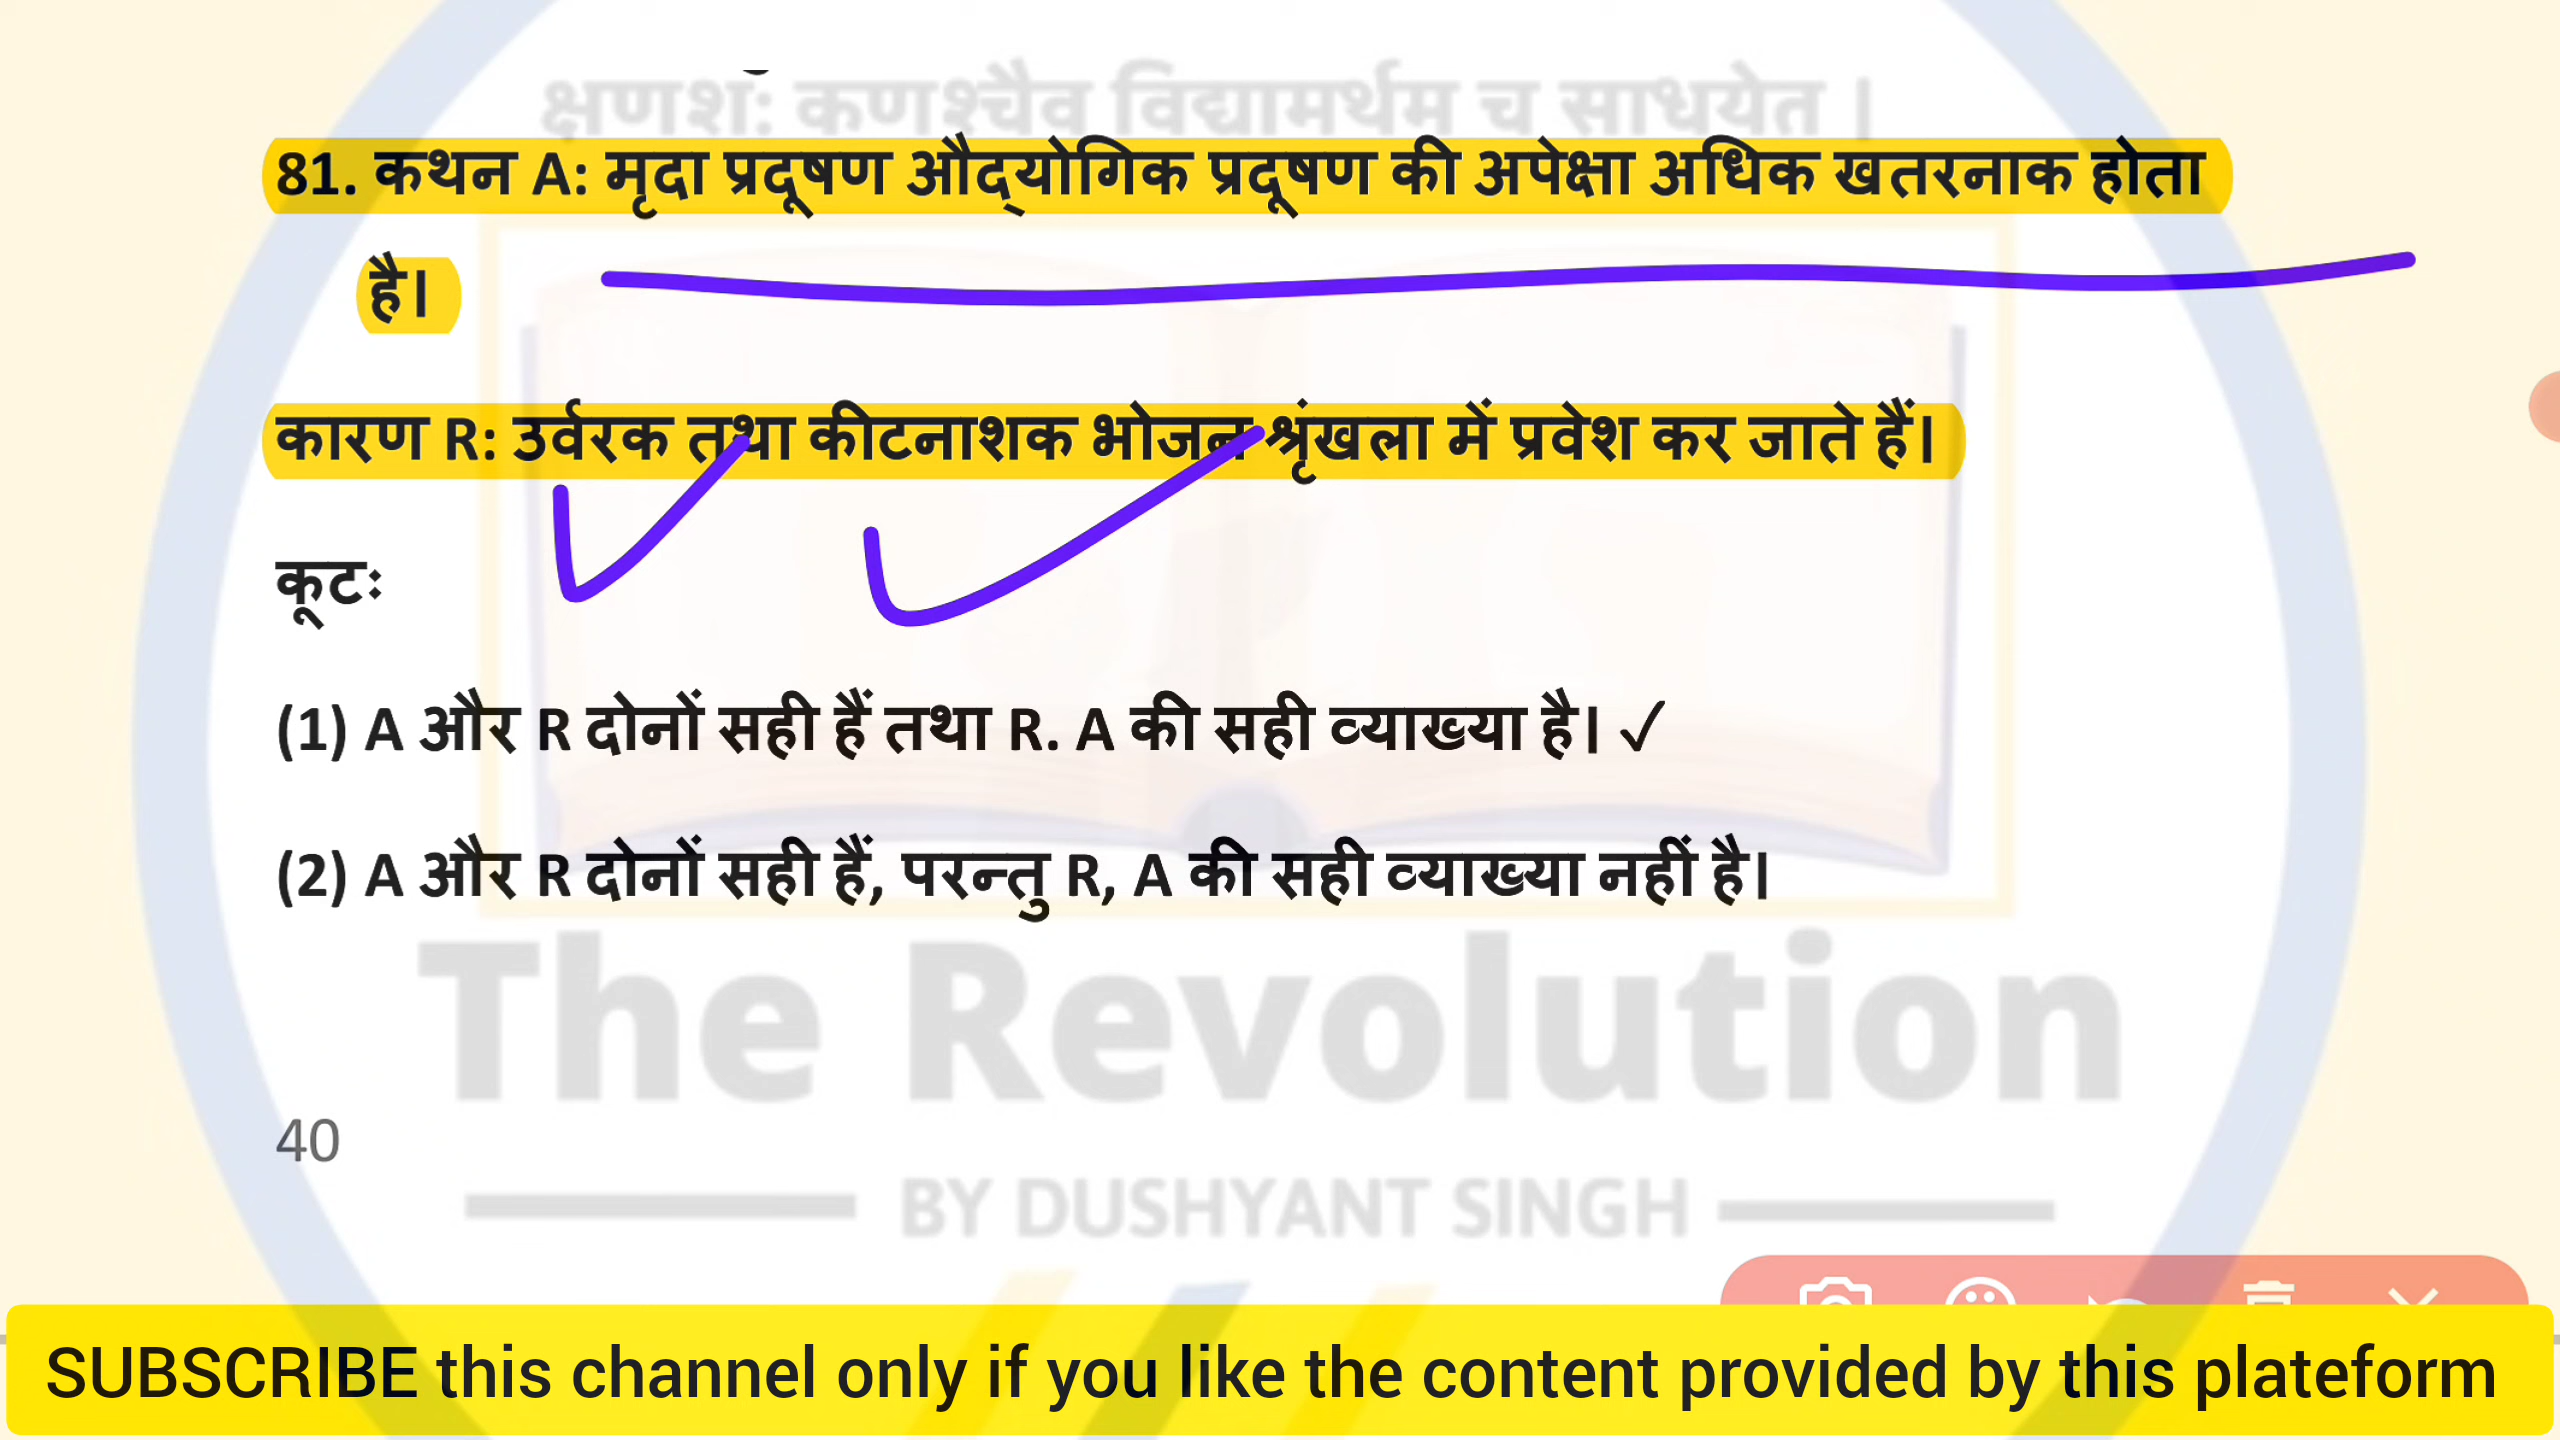 क्षणश: कणश्चैव विद्यामर्थम च साधयेत ।
81. कथन A: मृदा प्रदूषण औद्योगिक प्रदूषण की अपेक्षा अधिक खतरनाक होता
है।
कारण R: उर्वरक तथा कीटनाशक भोजन श्रृंखला में प्रवेश कर जाते हैं।
कूटः
(1) A और R दोनों सही हैं तथा R. A की सही व्याख्या है। ✓
(2) A और R दोनों सही हैं, परन्तु R, A की सही व्याख्या नहीं है।
The Revolution
40
BY DUSHYANT SINGH
SUBSCRIBE this channel only if you like the content provided by this plateform